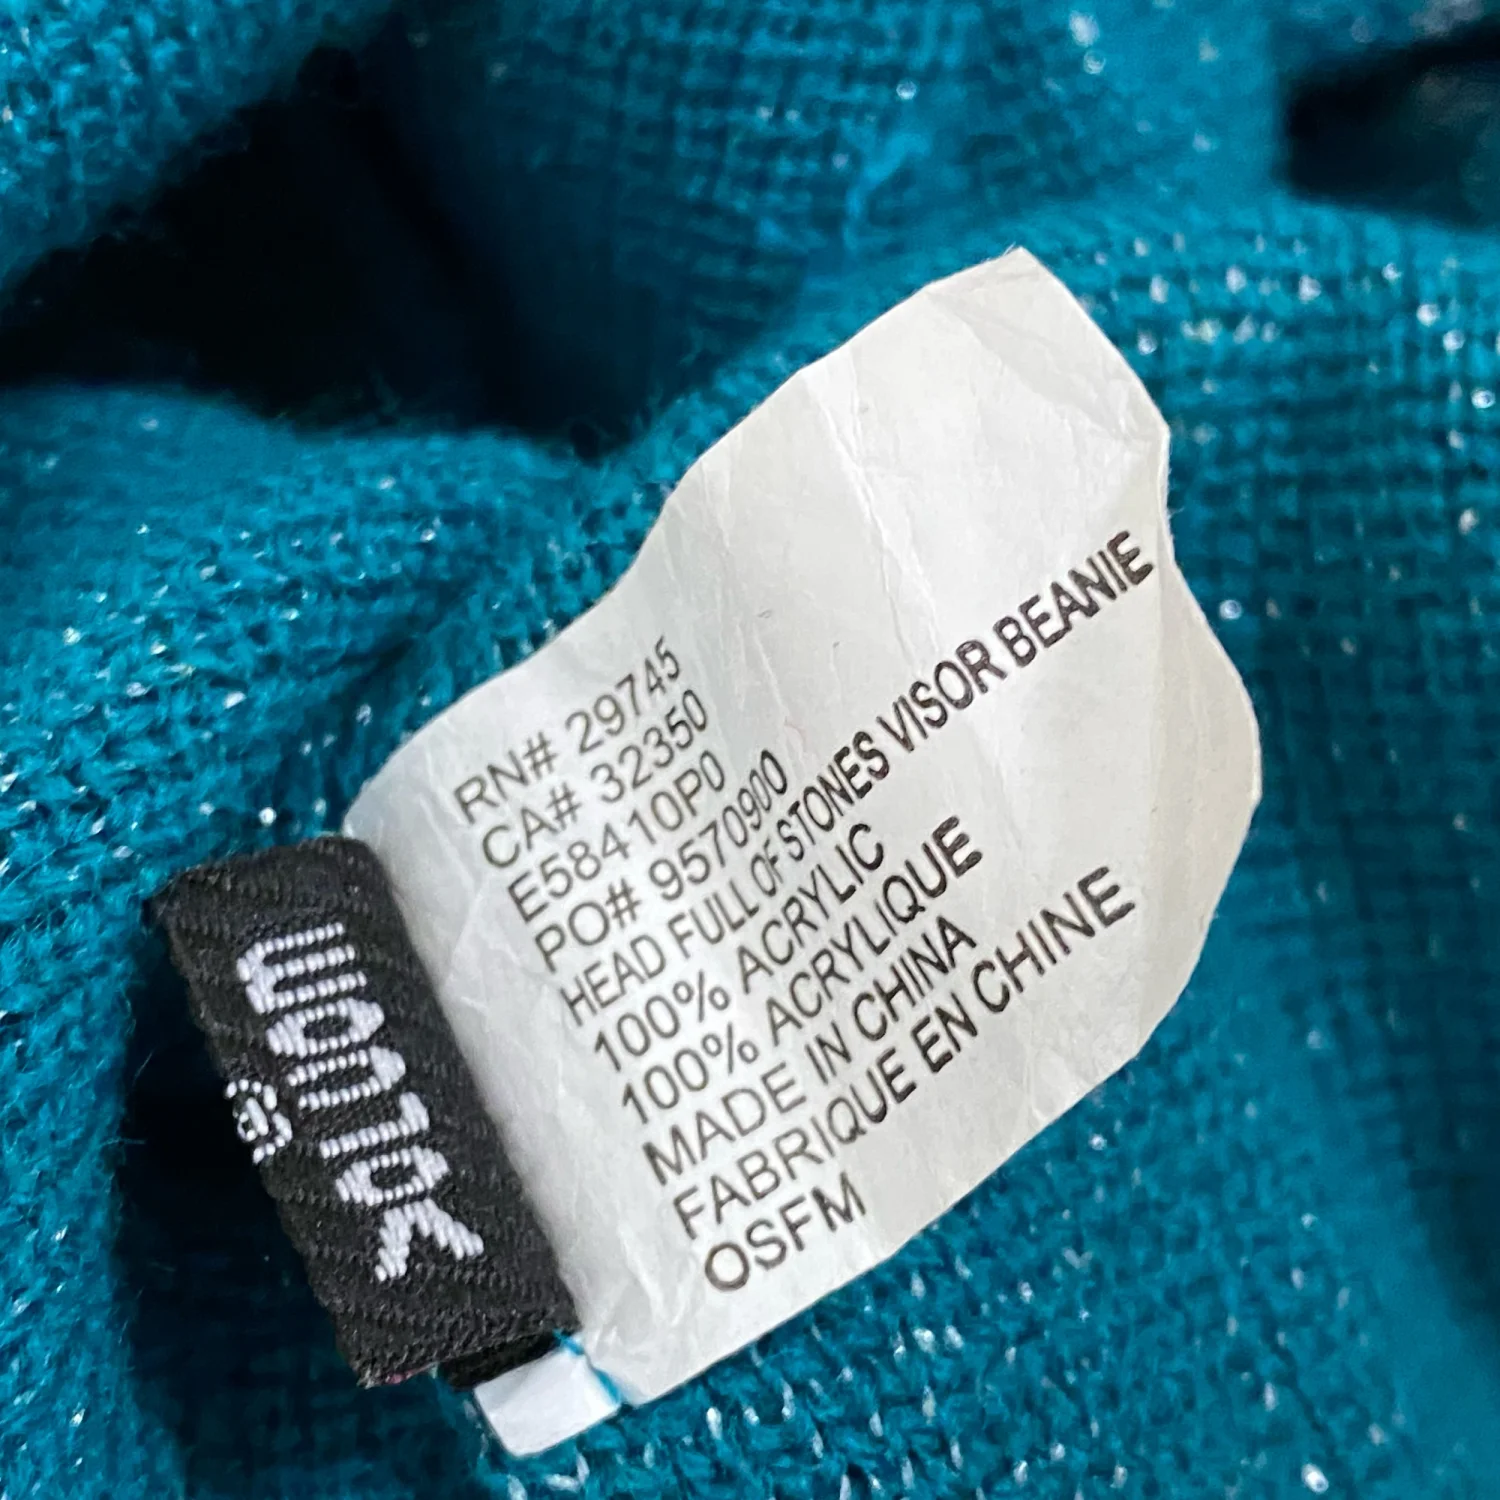 RN# 29745
CA# 32350
E58410P0
PO# 9570900
HEAD FULL OF STONES VISOR BEANIE
100% ACRYLIC
100% ACRYLIQUE
MADE IN CHINA
FABRIQUE EN CHINE
OSFM